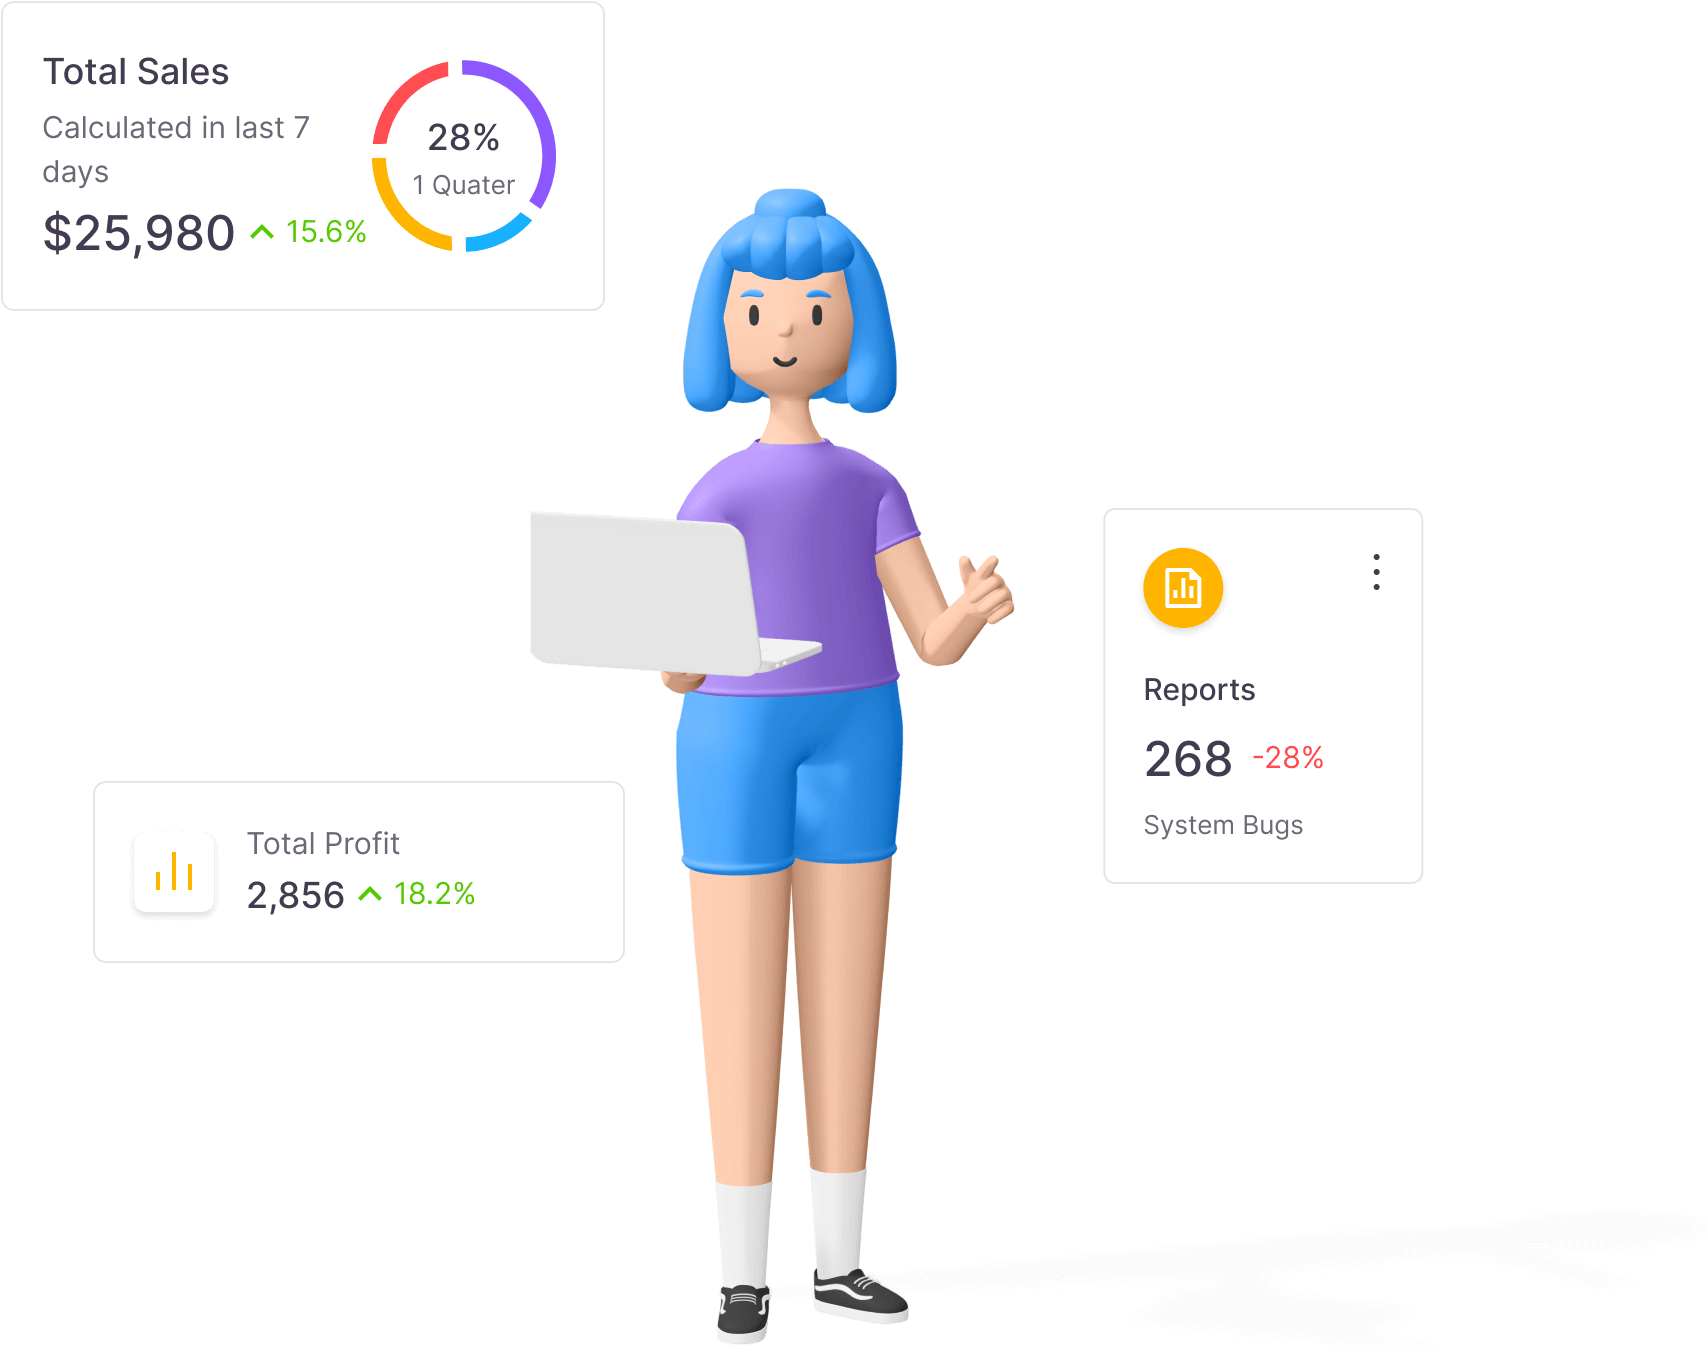 Total Sales
Calculated in last 7
days
$25,980 15.6%
28%
1 Quater
Reports
268 -28%
System Bugs
Total Profit
2,856 18.2%